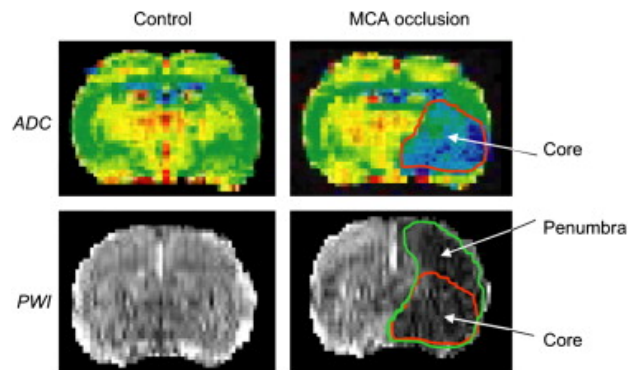 Control
MCA occlusion
ADC
Core
Penumbra
PWI
Core